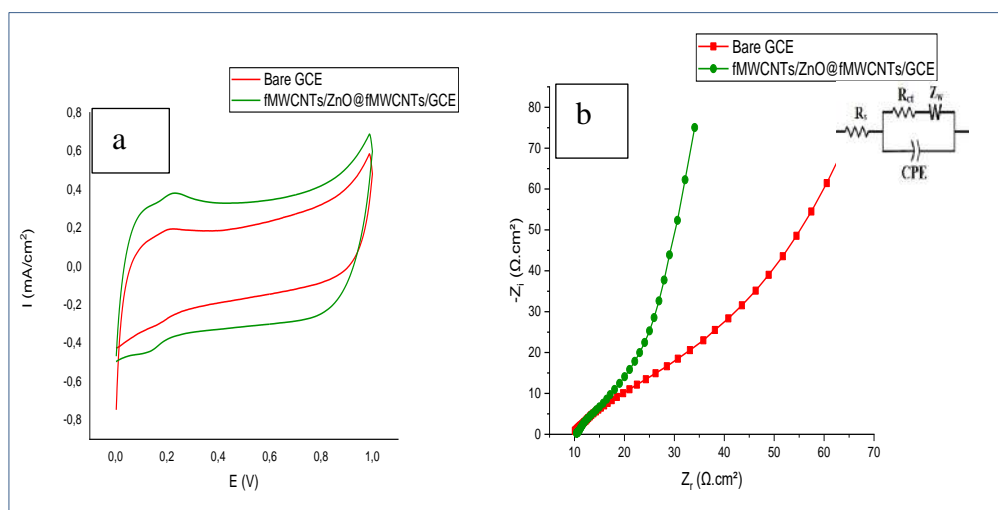 Bare GCE
fMWCNTs/ZnO@fMWCNTs/GCE
a
0,8
0,6
0,4
0,2
0,0
-0,2
-0,4
-0,6
-0,8
I (mA/cm²)
0,0 0,2 0,4 0,6 0,8 1,0
E (V)
Bare GCE
fMWCNTs/ZnO@fMWCNTs/GCE
b
80
70
60
50
40
30
20
10
0
-Zᵢ (Ω.cm²)
10 20 30 40 50 60 70
Zᵣ (Ω.cm²)
Rₛ
R_ct
Z_w
CPE